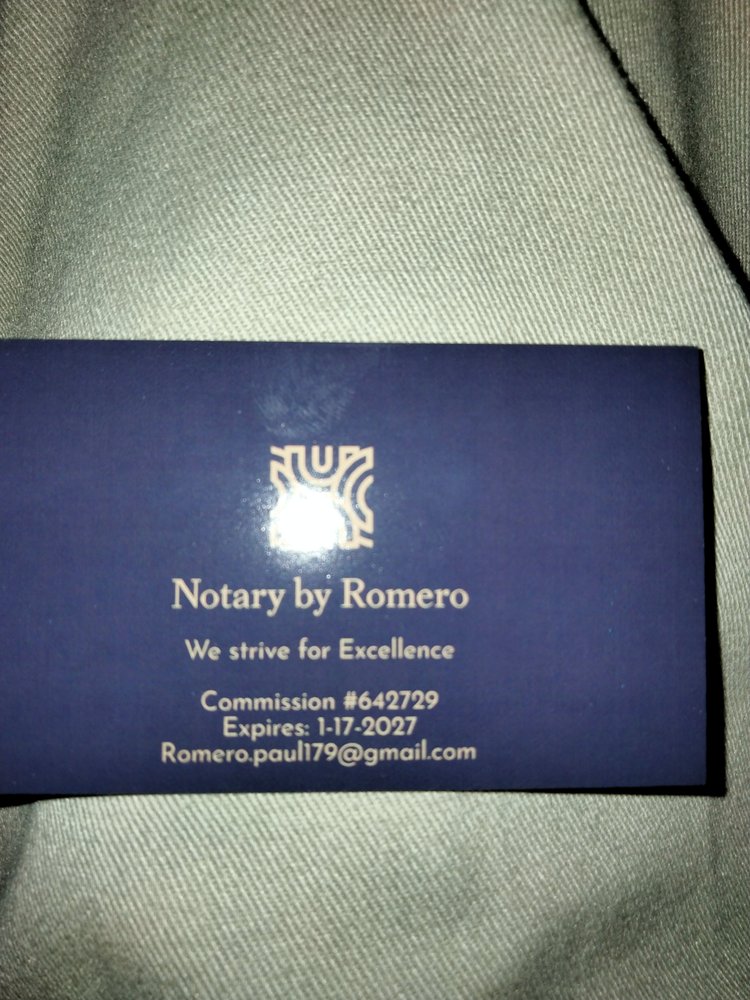 Notary by Romero
We strive for Excellence
Commission #642729
Expires: 1-17-2027
Romero.paul179@gmail.com